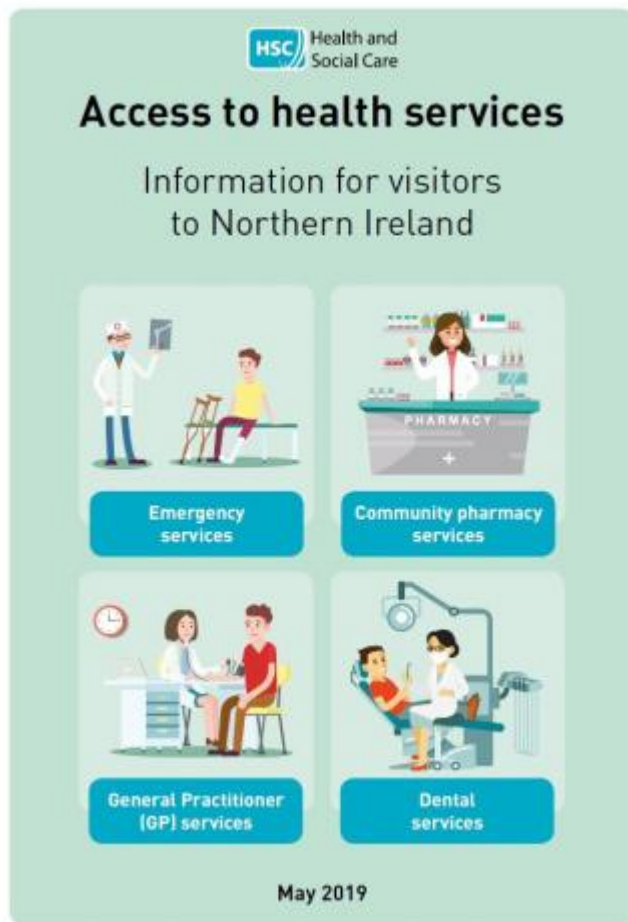 HSC Health and
Social Care
Access to health services
Information for visitors
to Northern Ireland
PHARMACY
Emergency
services
Community pharmacy
services
General Practitioner
(GP) services
Dental
services
May 2019